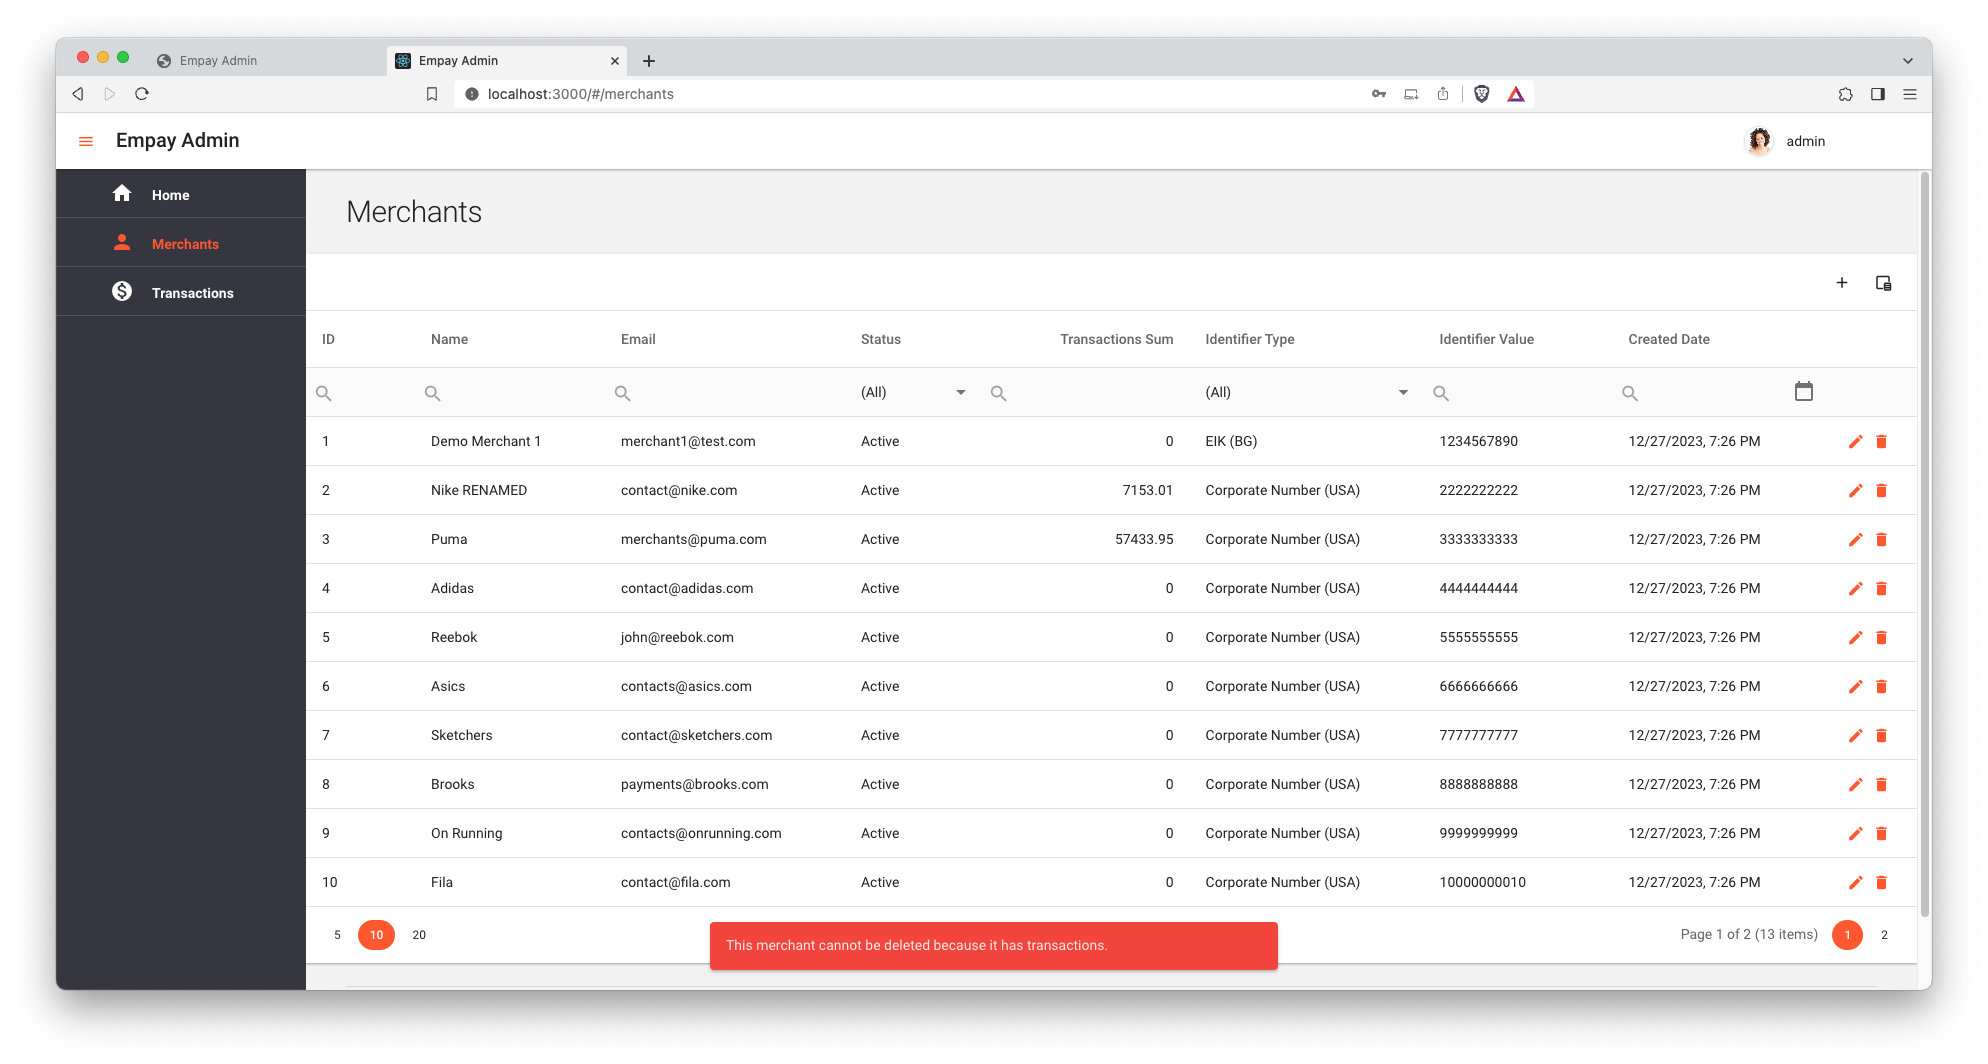 Empay Admin
Empay Admin
localhost:3000/#/merchants
Empay Admin
admin
Home
Merchants
Transactions
Merchants
ID Name Email Status Transactions Sum Identifier Type Identifier Value Created Date
(All) (All)
1 Demo Merchant 1 merchant1@test.com Active 0 EIK (BG) 1234567890 12/27/2023, 7:26 PM
2 Nike RENAMED contact@nike.com Active 7153.01 Corporate Number (USA) 2222222222 12/27/2023, 7:26 PM
3 Puma merchants@puma.com Active 57433.95 Corporate Number (USA) 3333333333 12/27/2023, 7:26 PM
4 Adidas contact@adidas.com Active 0 Corporate Number (USA) 4444444444 12/27/2023, 7:26 PM
5 Reebok john@reebok.com Active 0 Corporate Number (USA) 5555555555 12/27/2023, 7:26 PM
6 Asics contacts@asics.com Active 0 Corporate Number (USA) 6666666666 12/27/2023, 7:26 PM
7 Sketchers contact@sketchers.com Active 0 Corporate Number (USA) 7777777777 12/27/2023, 7:26 PM
8 Brooks payments@brooks.com Active 0 Corporate Number (USA) 8888888888 12/27/2023, 7:26 PM
9 On Running contacts@onrunning.com Active 0 Corporate Number (USA) 9999999999 12/27/2023, 7:26 PM
10 Fila contact@fila.com Active 0 Corporate Number (USA) 10000000010 12/27/2023, 7:26 PM
5 10 20
This merchant cannot be deleted because it has transactions.
Page 1 of 2 (13 items) 1 2